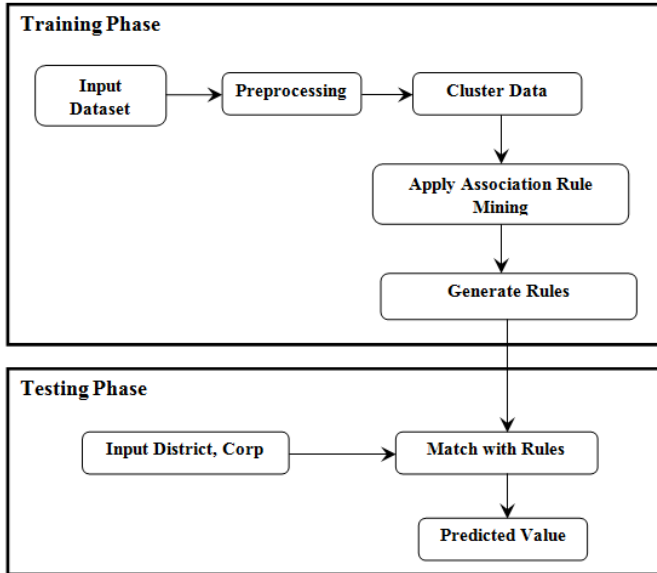 Training Phase
Input
Dataset
Preprocessing
Cluster Data
Apply Association Rule
Mining
Generate Rules
Testing Phase
Input District, Corp
Match with Rules
Predicted Value